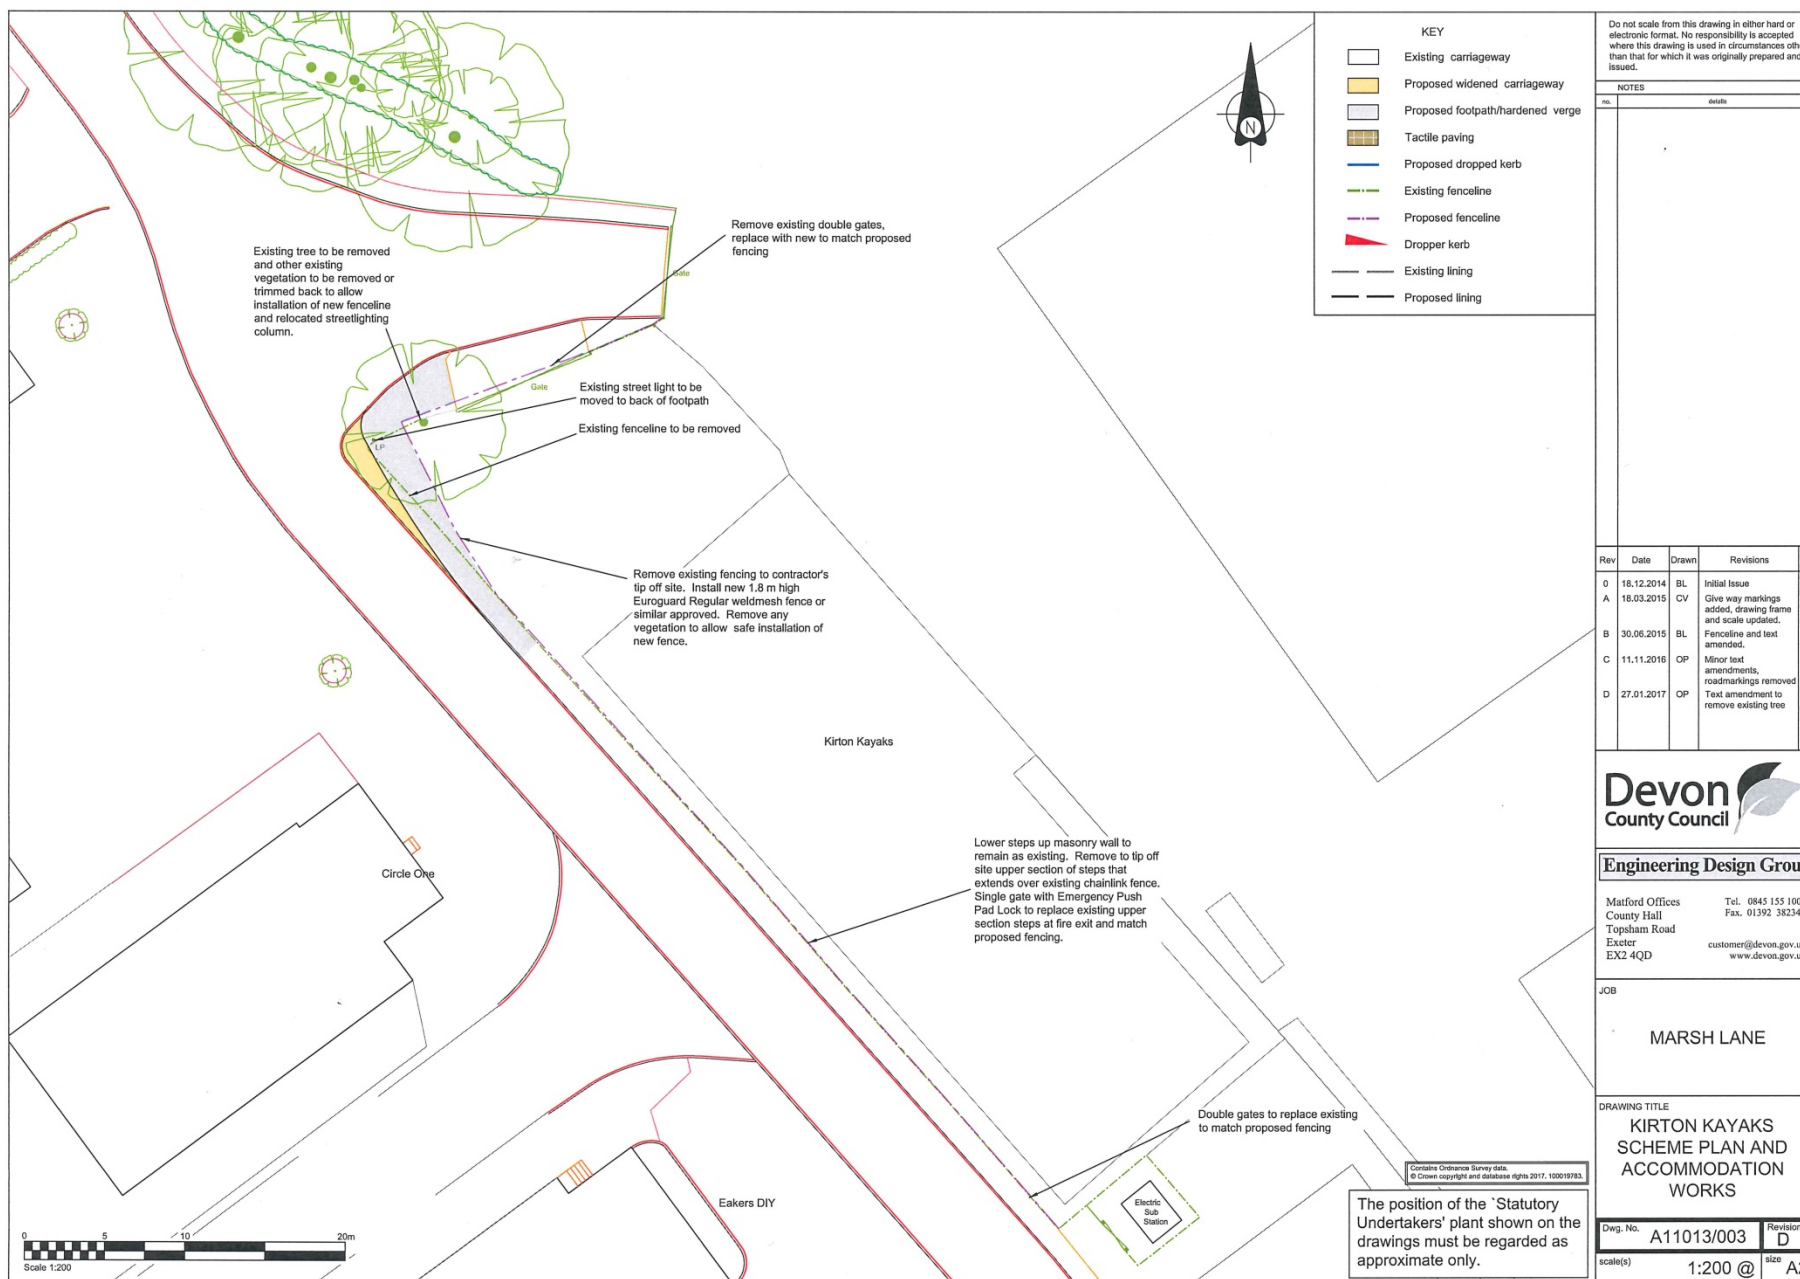 Existing tree to be removed
and other existing
vegetation to be removed or
trimmed back to allow
installation of new fenceline
and relocated streetlighting
column.
Remove existing double gates,
replace with new to match proposed
fencing
Gate
Gate
Existing street light to be
moved to back of footpath
LP
Existing fenceline to be removed
Remove existing fencing to contractor's
tip off site. Install new 1.8 m high
Euroguard Regular weldmesh fence or
similar approved. Remove any
vegetation to allow safe installation of
new fence.
Kirton Kayaks
Circle One
Lower steps up masonry wall to
remain as existing. Remove to tip off
site upper section of steps that
extends over existing chainlink fence.
Single gate with Emergency Push
Pad Lock to replace existing upper
section steps at fire exit and match
proposed fencing.
Double gates to replace existing
to match proposed fencing
Electric
Sub
Station
Eakers DIY
0 5 10 20m
Scale 1:200
N
KEY
Existing carriageway
Proposed widened carriageway
Proposed footpath/hardened verge
Tactile paving
Proposed dropped kerb
Existing fenceline
Proposed fenceline
Dropper kerb
Existing lining
Proposed lining
Contains Ordnance Survey data.
© Crown copyright and database rights 2017. 100019783.
The position of the `Statutory
Undertakers' plant shown on the
drawings must be regarded as
approximate only.
Do not scale from this drawing in either hard or
electronic format. No responsibility is accepted
where this drawing is used in circumstances oth
than that for which it was originally prepared and
issued.
NOTES
no. details
Rev Date Drawn Revisions
0 18.12.2014 BL Initial Issue
A 18.03.2015 CV Give way markings
added, drawing frame
and scale updated.
B 30.06.2015 BL Fenceline and text
amended.
C 11.11.2016 OP Minor text
amendments,
roadmarkings removed
D 27.01.2017 OP Text amendment to
remove existing tree
Devon
County Council
Engineering Design Grou
Matford Offices
County Hall
Topsham Road
Exeter
EX2 4QD
Tel. 0845 155 100
Fax. 01392 38234
customer@devon.gov.u
www.devon.gov.u
JOB
MARSH LANE
DRAWING TITLE
KIRTON KAYAKS
SCHEME PLAN AND
ACCOMMODATION
WORKS
Dwg. No. A11013/003
Revision
D
scale(s) 1:200 @
size